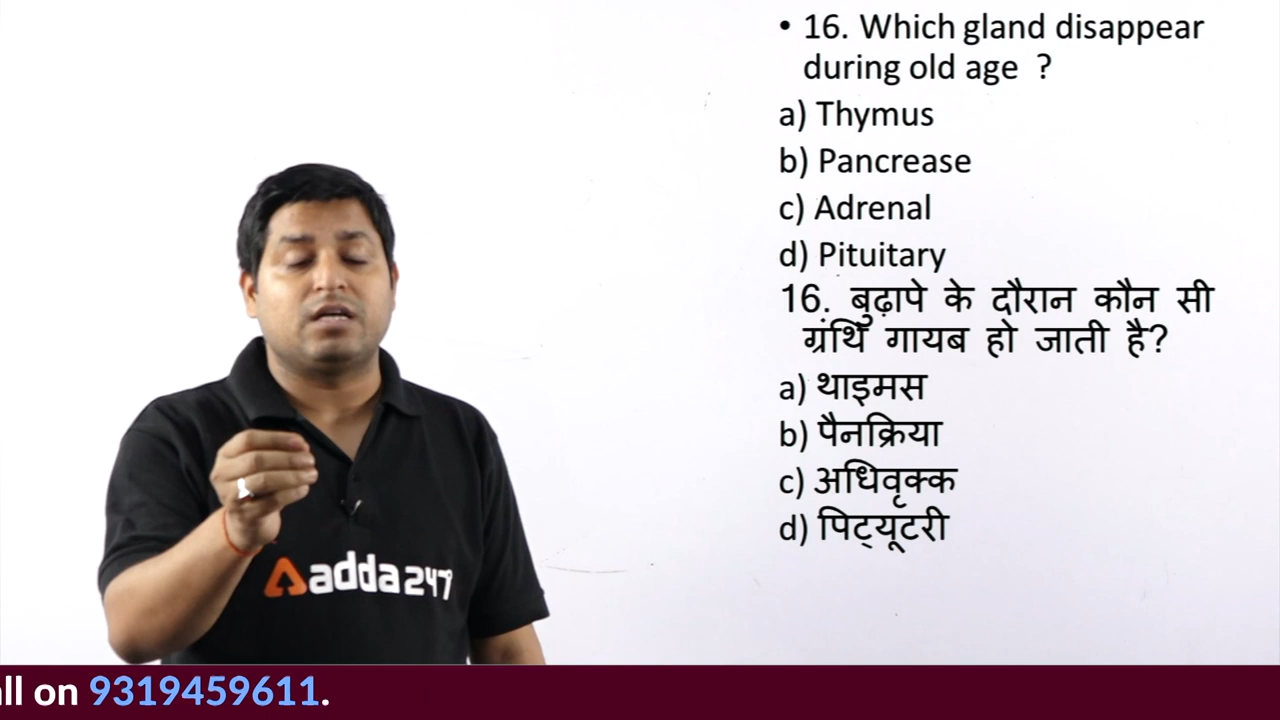 • 16. Which gland disappear
during old age ?
a) Thymus
b) Pancrease
c) Adrenal
d) Pituitary
16. बुढ़ापे के दौरान कौन सी
ग्रंथि गायब हो जाती है?
a) थाइमस
b) पैनक्रिया
c) अधिवृक्क
d) पिट्यूटरी
adda247
on 9319459611.